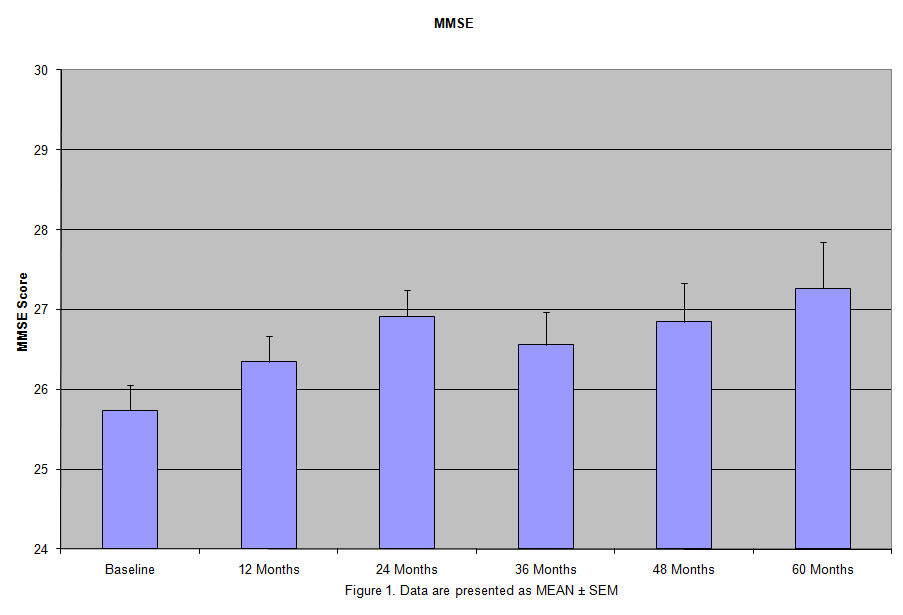 MMSE
30
29
28
27
26
25
24
MMSE Score
Baseline 12 Months 24 Months 36 Months 48 Months 60 Months
Figure 1. Data are presented as MEAN ± SEM